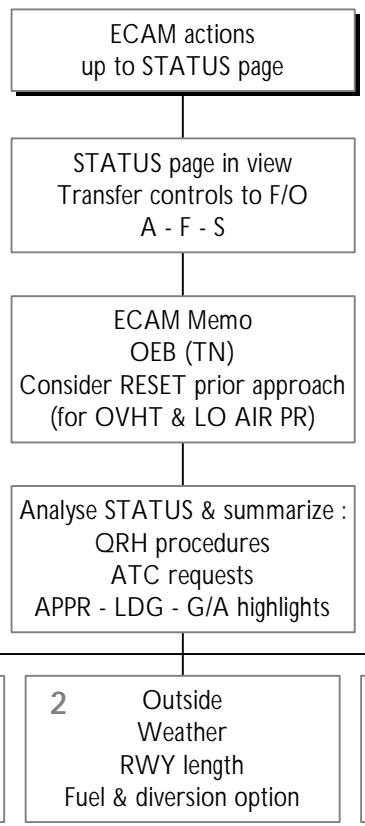 ECAM actions
up to STATUS page
STATUS page in view
Transfer controls to F/O
A - F - S
ECAM Memo
OEB (TN)
Consider RESET prior approach
(for OVHT & LO AIR PR)
Analyse STATUS & summarize :
QRH procedures
ATC requests
APPR - LDG - G/A highlights
2 Outside
Weather
RWY length
Fuel & diversion option